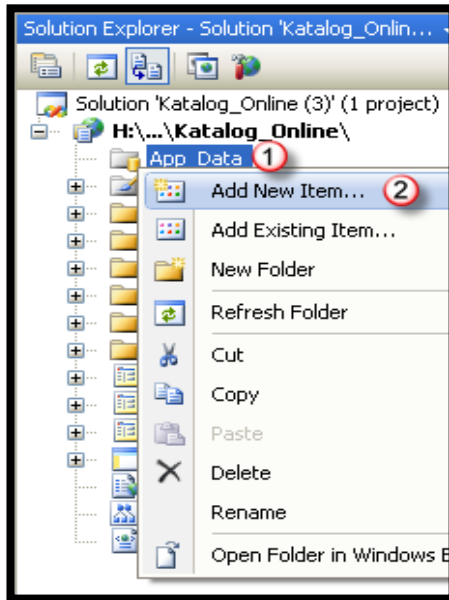 Solution Explorer - Solution 'Katalog_Onlin...
Solution 'Katalog_Online (3)' (1 project)
H:\...\Katalog_Online\
App_Data 1
Add New Item... 2
Add Existing Item...
New Folder
Refresh Folder
Cut
Copy
Paste
Delete
Rename
Open Folder in Windows E